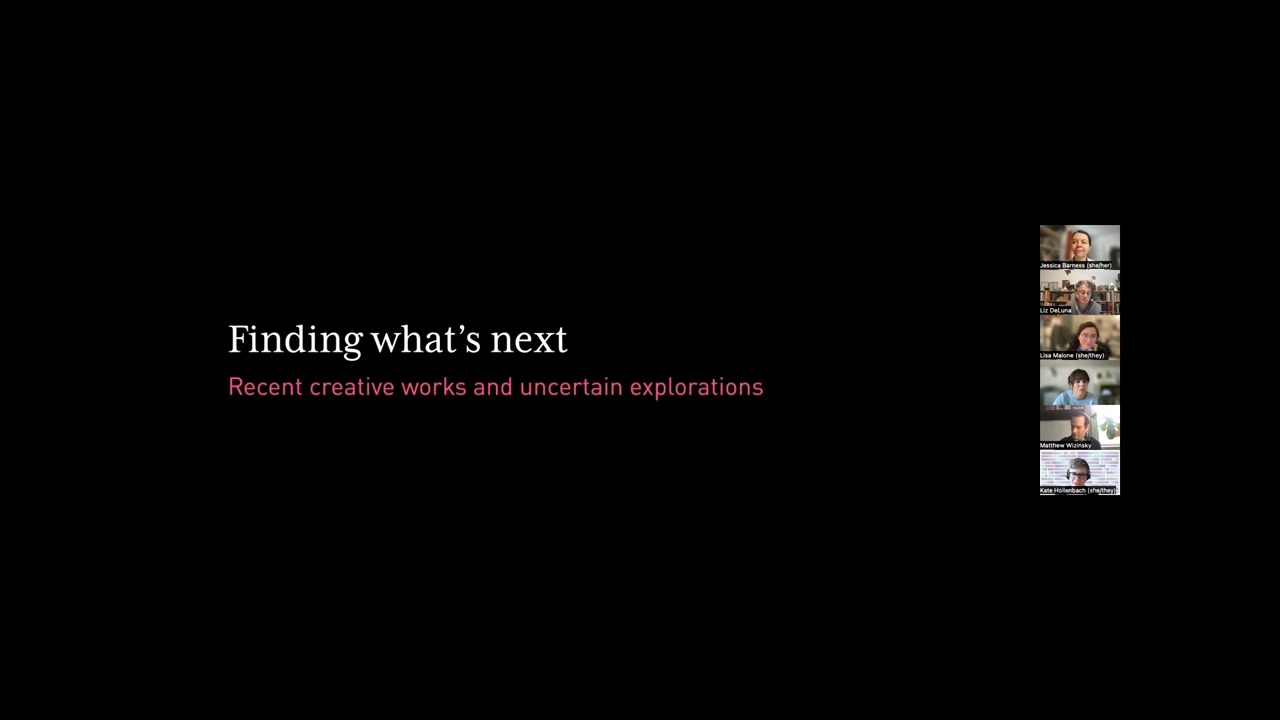 Finding what’s next
Recent creative works and uncertain explorations
Jessica Barness (she/her)
Liz DeLuna
Lisa Maione (she/they)
Matthew Wizinsky
Kate Hollenbach (she/they)